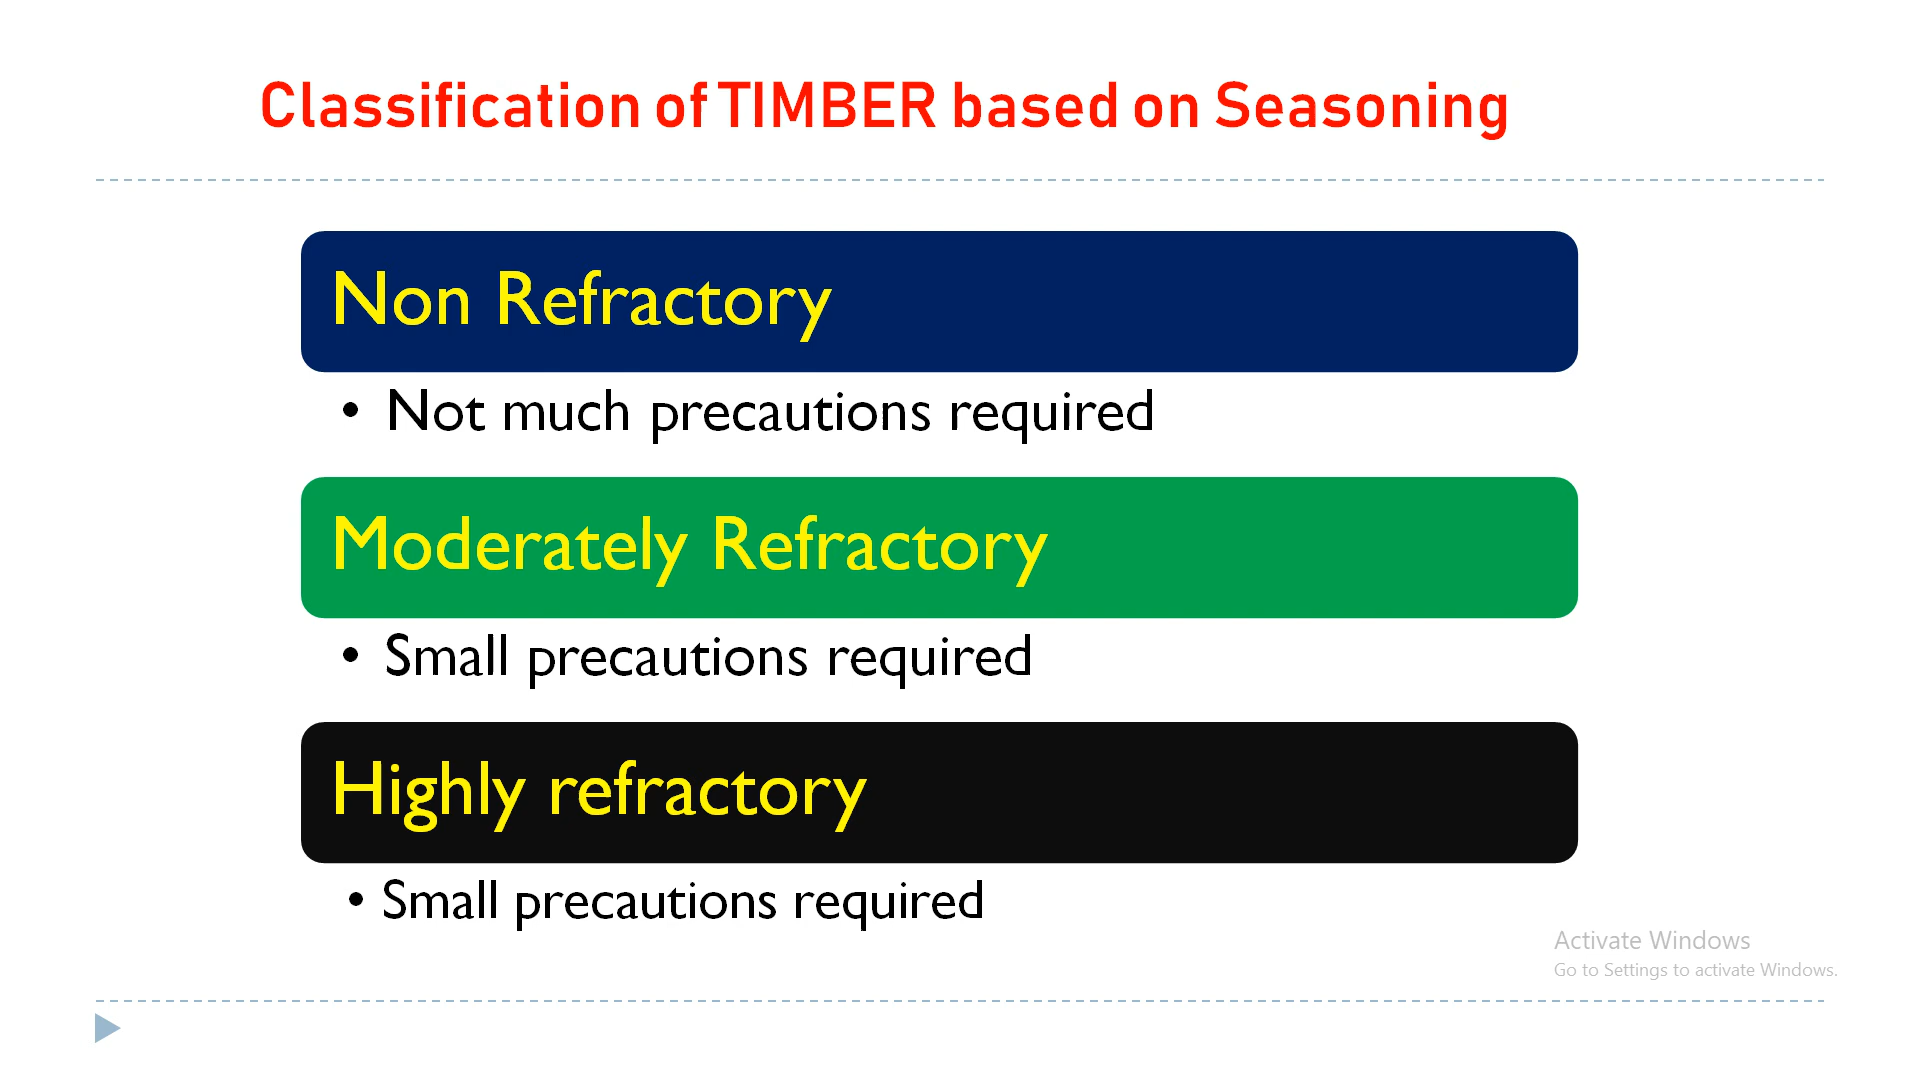 Classification of TIMBER based on Seasoning
Non Refractory
• Not much precautions required
Moderately Refractory
• Small precautions required
Highly refractory
• Small precautions required
Activate Windows
Go to Settings to activate Windows.